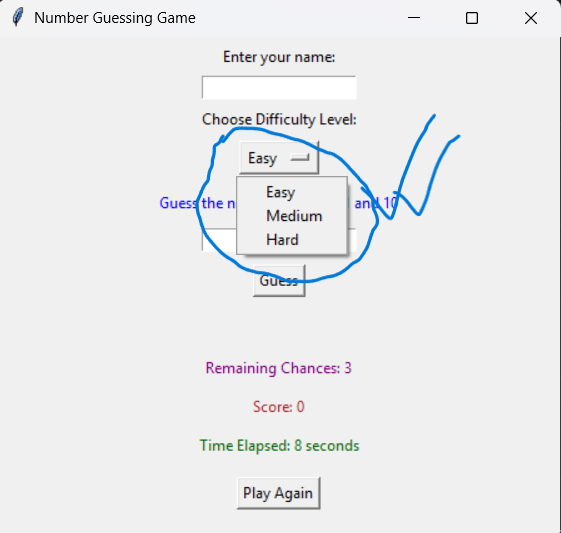 Number Guessing Game
Enter your name:
Choose Difficulty Level:
Easy
Easy
Medium
Hard
Guess the and 10
Guess
Remaining Chances: 3
Score: 0
Time Elapsed: 8 seconds
Play Again